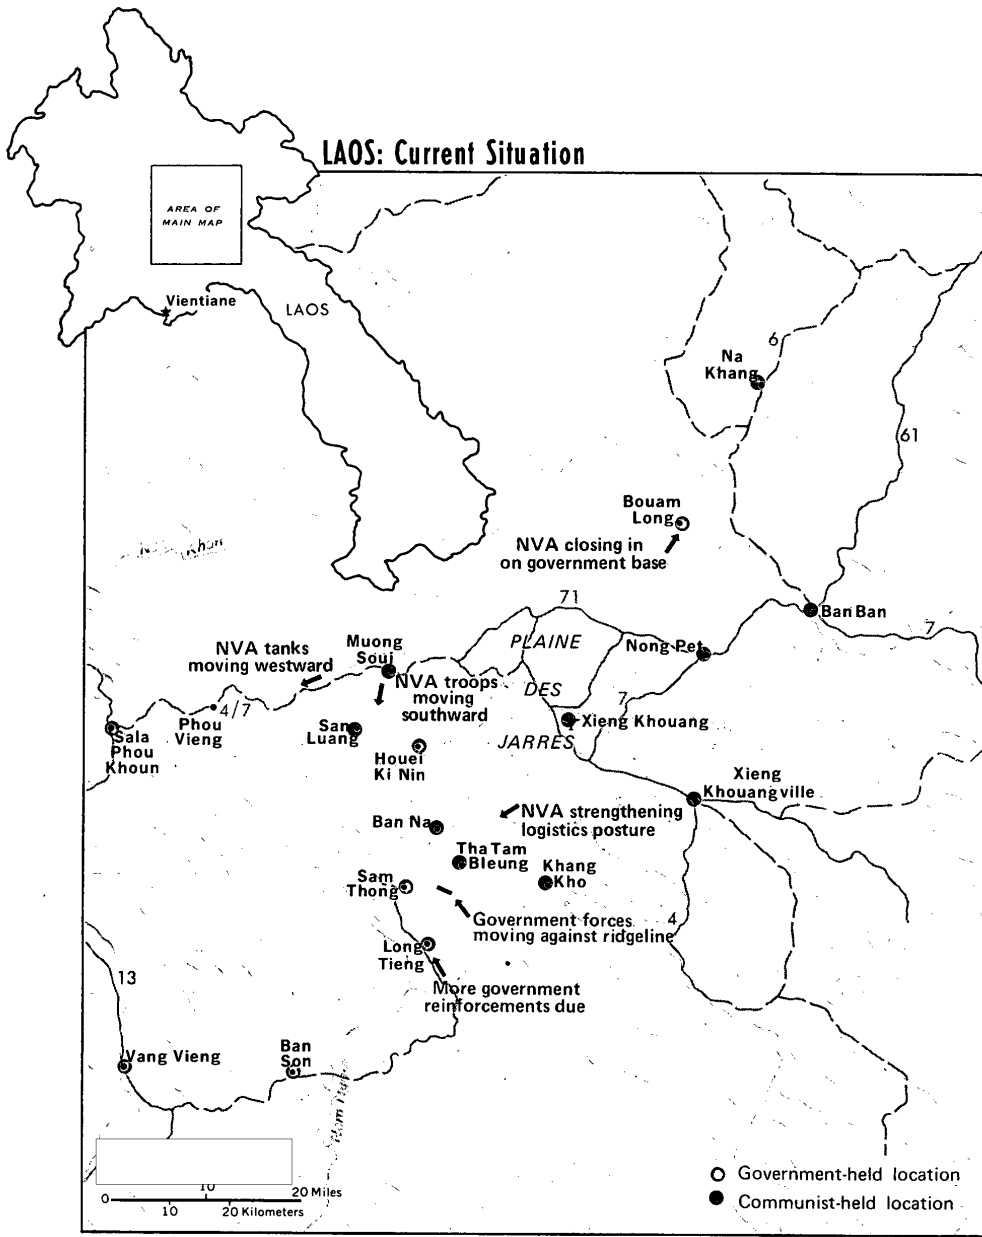 LAOS: Current Situation
AREA OF
MAIN MAP
Vientiane
LAOS
6
Na
Khang
61
Bouam
Long
NVA closing in
on government base
71
Ban Ban
7
PLAINE
DES
JARRES
Nong Pet
7
NVA tanks
moving westward
Muong
Soui
NVA troops
moving
southward
4/7
Phou
Vieng
Sala
Phou
Khoun
San
Luang
Houei
Ki Nin
Xieng Khouang
Xieng
Khouangville
NVA strengthening
logistics posture
Ban Na
Tha Tam
Bleung
Khang
Kho
Sam
Thong
Government forces
moving against ridgeline
4
Long
Tieng
More government
reinforcements due
13
Vang Vieng
Ban
Son
0 10 20 Miles
10 20 Kilometers
Government-held location
Communist-held location